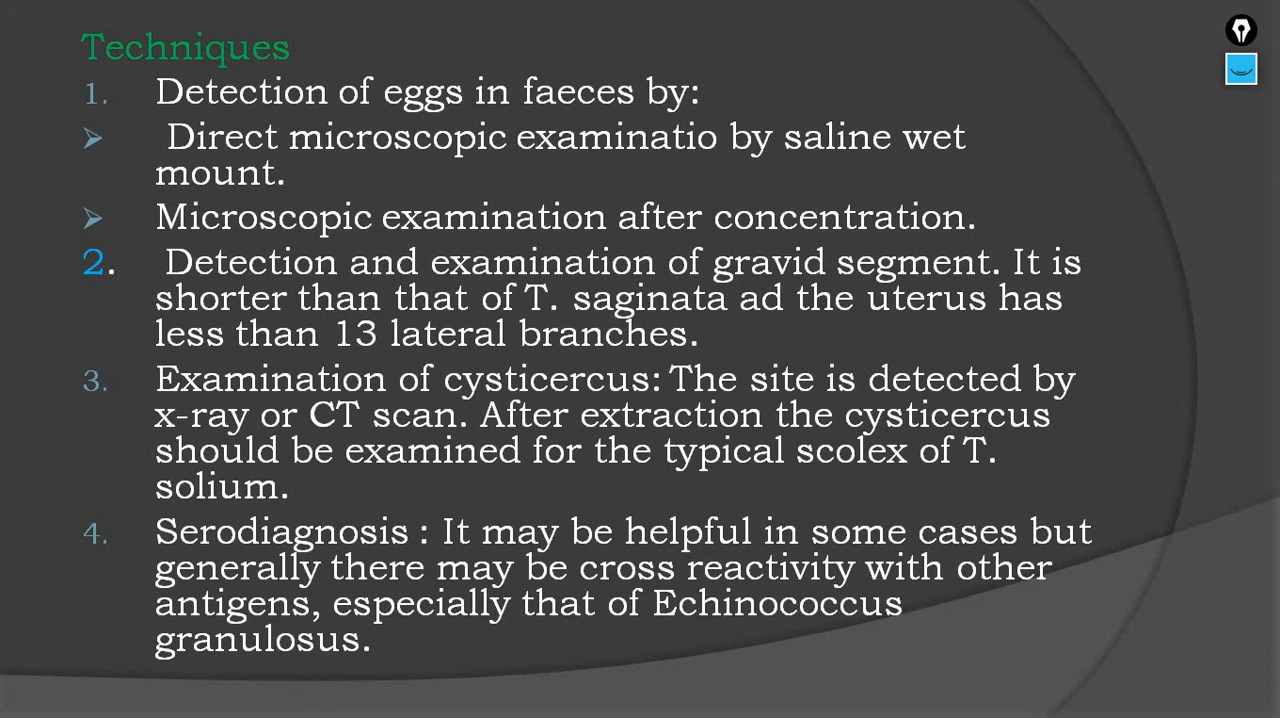 Techniques
1. Detection of eggs in faeces by:
➢ Direct microscopic examinatio by saline wet
mount.
➢ Microscopic examination after concentration.
2. Detection and examination of gravid segment. It is
shorter than that of T. saginata ad the uterus has
less than 13 lateral branches.
3. Examination of cysticercus: The site is detected by
x-ray or CT scan. After extraction the cysticercus
should be examined for the typical scolex of T.
solium.
4. Serodiagnosis : It may be helpful in some cases but
generally there may be cross reactivity with other
antigens, especially that of Echinococcus
granulosus.